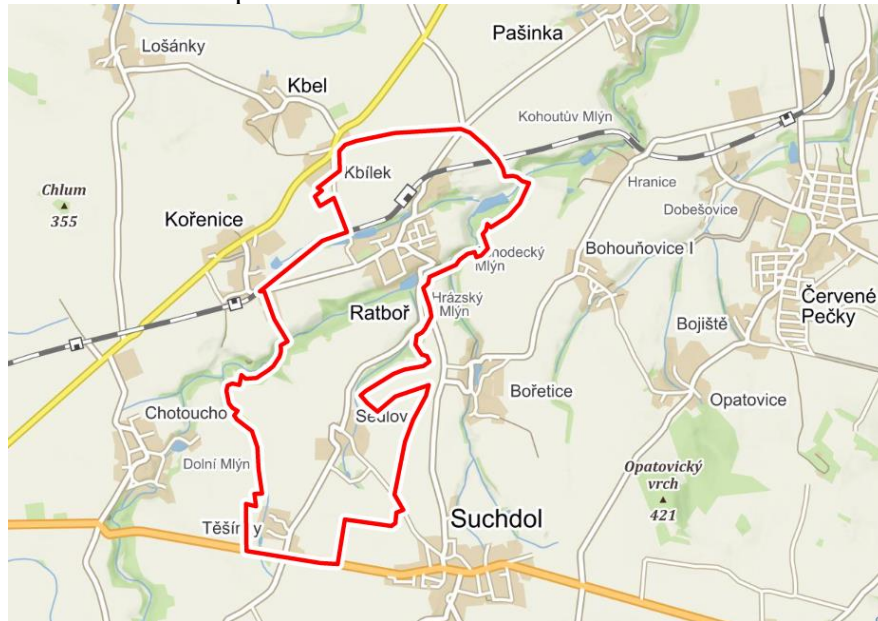 Pašinka
Lošánky
Kbel
Kohoutův Mlýn
Kbílek
Chlum
355
Hranice
Dobešovice
Kořenice
Bohouňovice I
Mlýn
Hrázský
Mlýn
Červené
Pečky
Ratboř
Bojiště
Bořetice
Opatovice
Chotoucho
Sedlov
Dolní Mlýn
Opatovický
vrch
421
Suchdol